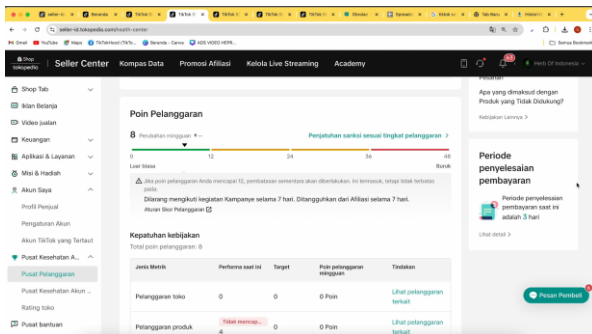 seller-id.tokopedia.com/health-center
Gmail YouTube Maps Beranda - Canva
Semua Bookmark
Shop tokopedia Seller Center Kompas Data Promosi Afiliasi Kelola Live Streaming Academy Herb Of Indonesia
Shop Tab
Iklan Belanja
Video jualan
Keuangan
Aplikasi & Layanan
Misi & Hadiah
Akun Saya
Profil Penjual
Pengaturan Akun
Akun TikTok yang Tertaut
Pusat Kesehatan A...
Pusat Pelanggaran
Pusat Kesehatan Akun ...
Rating toko
Pusat bantuan
Poin Pelanggaran
8 Perubahan mingguan
Penjatuhan sanksi sesuai tingkat pelanggaran >
0 12 24 36 48
Luar biasa Buruk
Jika poin pelanggaran Anda mencapai 12, pembatasan sementara akan diberlakukan. Ini termasuk, tetapi tidak terbatas
pada:
Dilarang mengikuti kegiatan Kampanye selama 7 hari. Ditangguhkan dari Afiliasi selama 7 hari.
Aturan Skor Pelanggaran
Kepatuhan kebijakan
Total poin pelanggaran: 8
Jenis Metrik Performa saat ini Target Poin pelanggaran
mingguan Tindakan
Pelanggaran toko 0 0 0 Poin Lihat pelanggaran
terkait
Pelanggaran produk Tidak mencap...
4 0 0 Poin Lihat pelanggaran
terkait
Pesanan
Apa yang dimaksud dengan
Produk yang Tidak Didukung?
Kebijakan Lainnya >
Periode
penyelesaian
pembayaran
Periode penyelesaian
pembayaran saat ini
adalah 3 hari
Lihat detail >
Pesan Pembeli